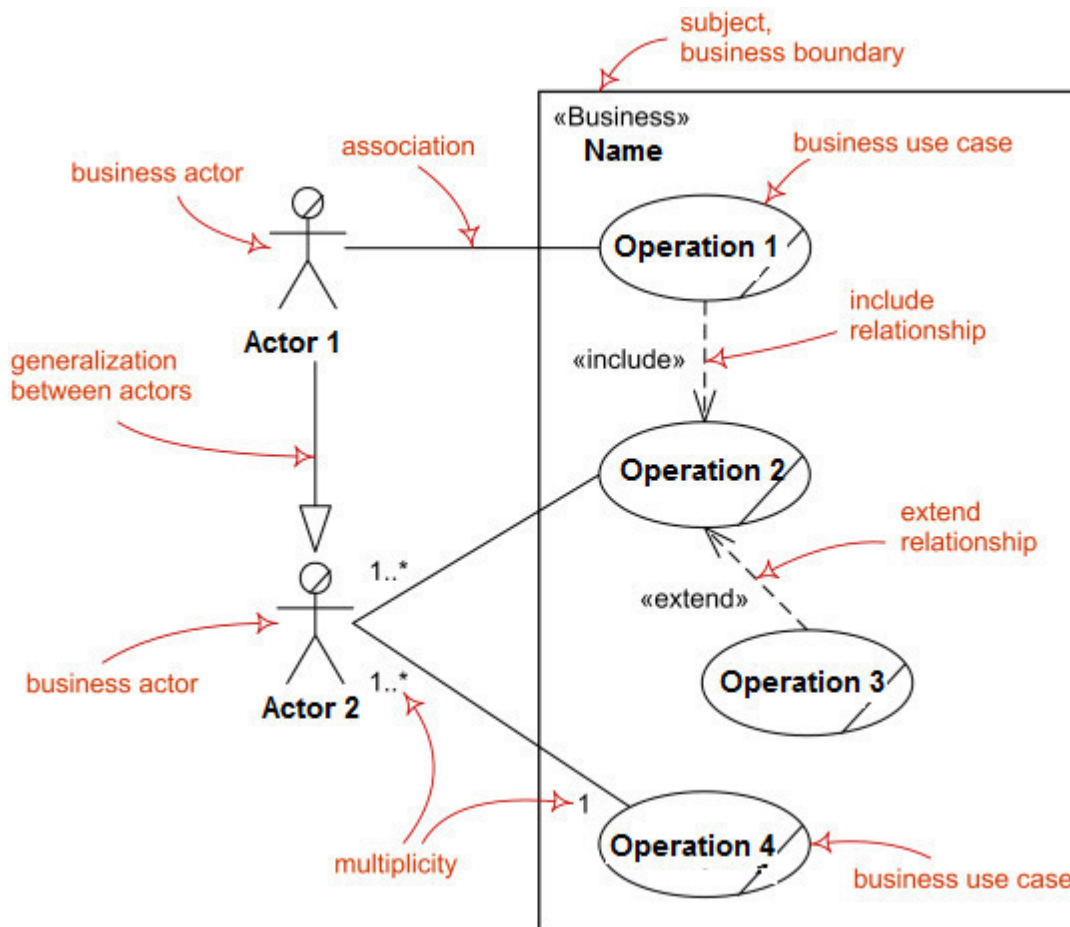 subject,
business boundary
«Business»
Name
business use case
association
business actor
Operation 1
include
relationship
Actor 1
«include»
generalization
between actors
Operation 2
extend
relationship
1..*
«extend»
business actor
1..*
Operation 3
Actor 2
1
multiplicity
Operation 4
business use case